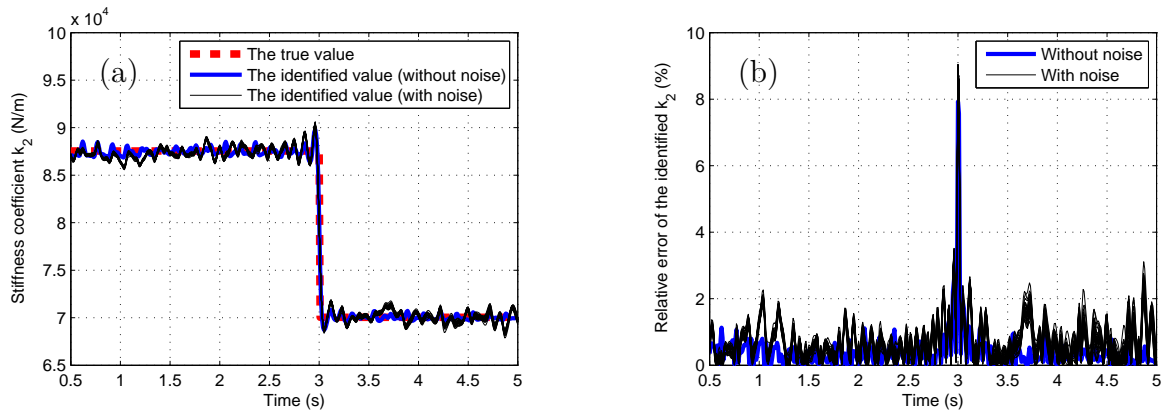 x 10^4
10
9.5
9
8.5
8
7.5
7
6.5
0.5 1 1.5 2 2.5 3 3.5 4 4.5 5
Time (s)
Stiffness coefficient k_2 (N/m)
(a)
The true value
The identified value (without noise)
The identified value (with noise)
10
8
6
4
2
0
0.5 1 1.5 2 2.5 3 3.5 4 4.5 5
Time (s)
Relative error of the identified k_2 (%)
(b)
Without noise
With noise